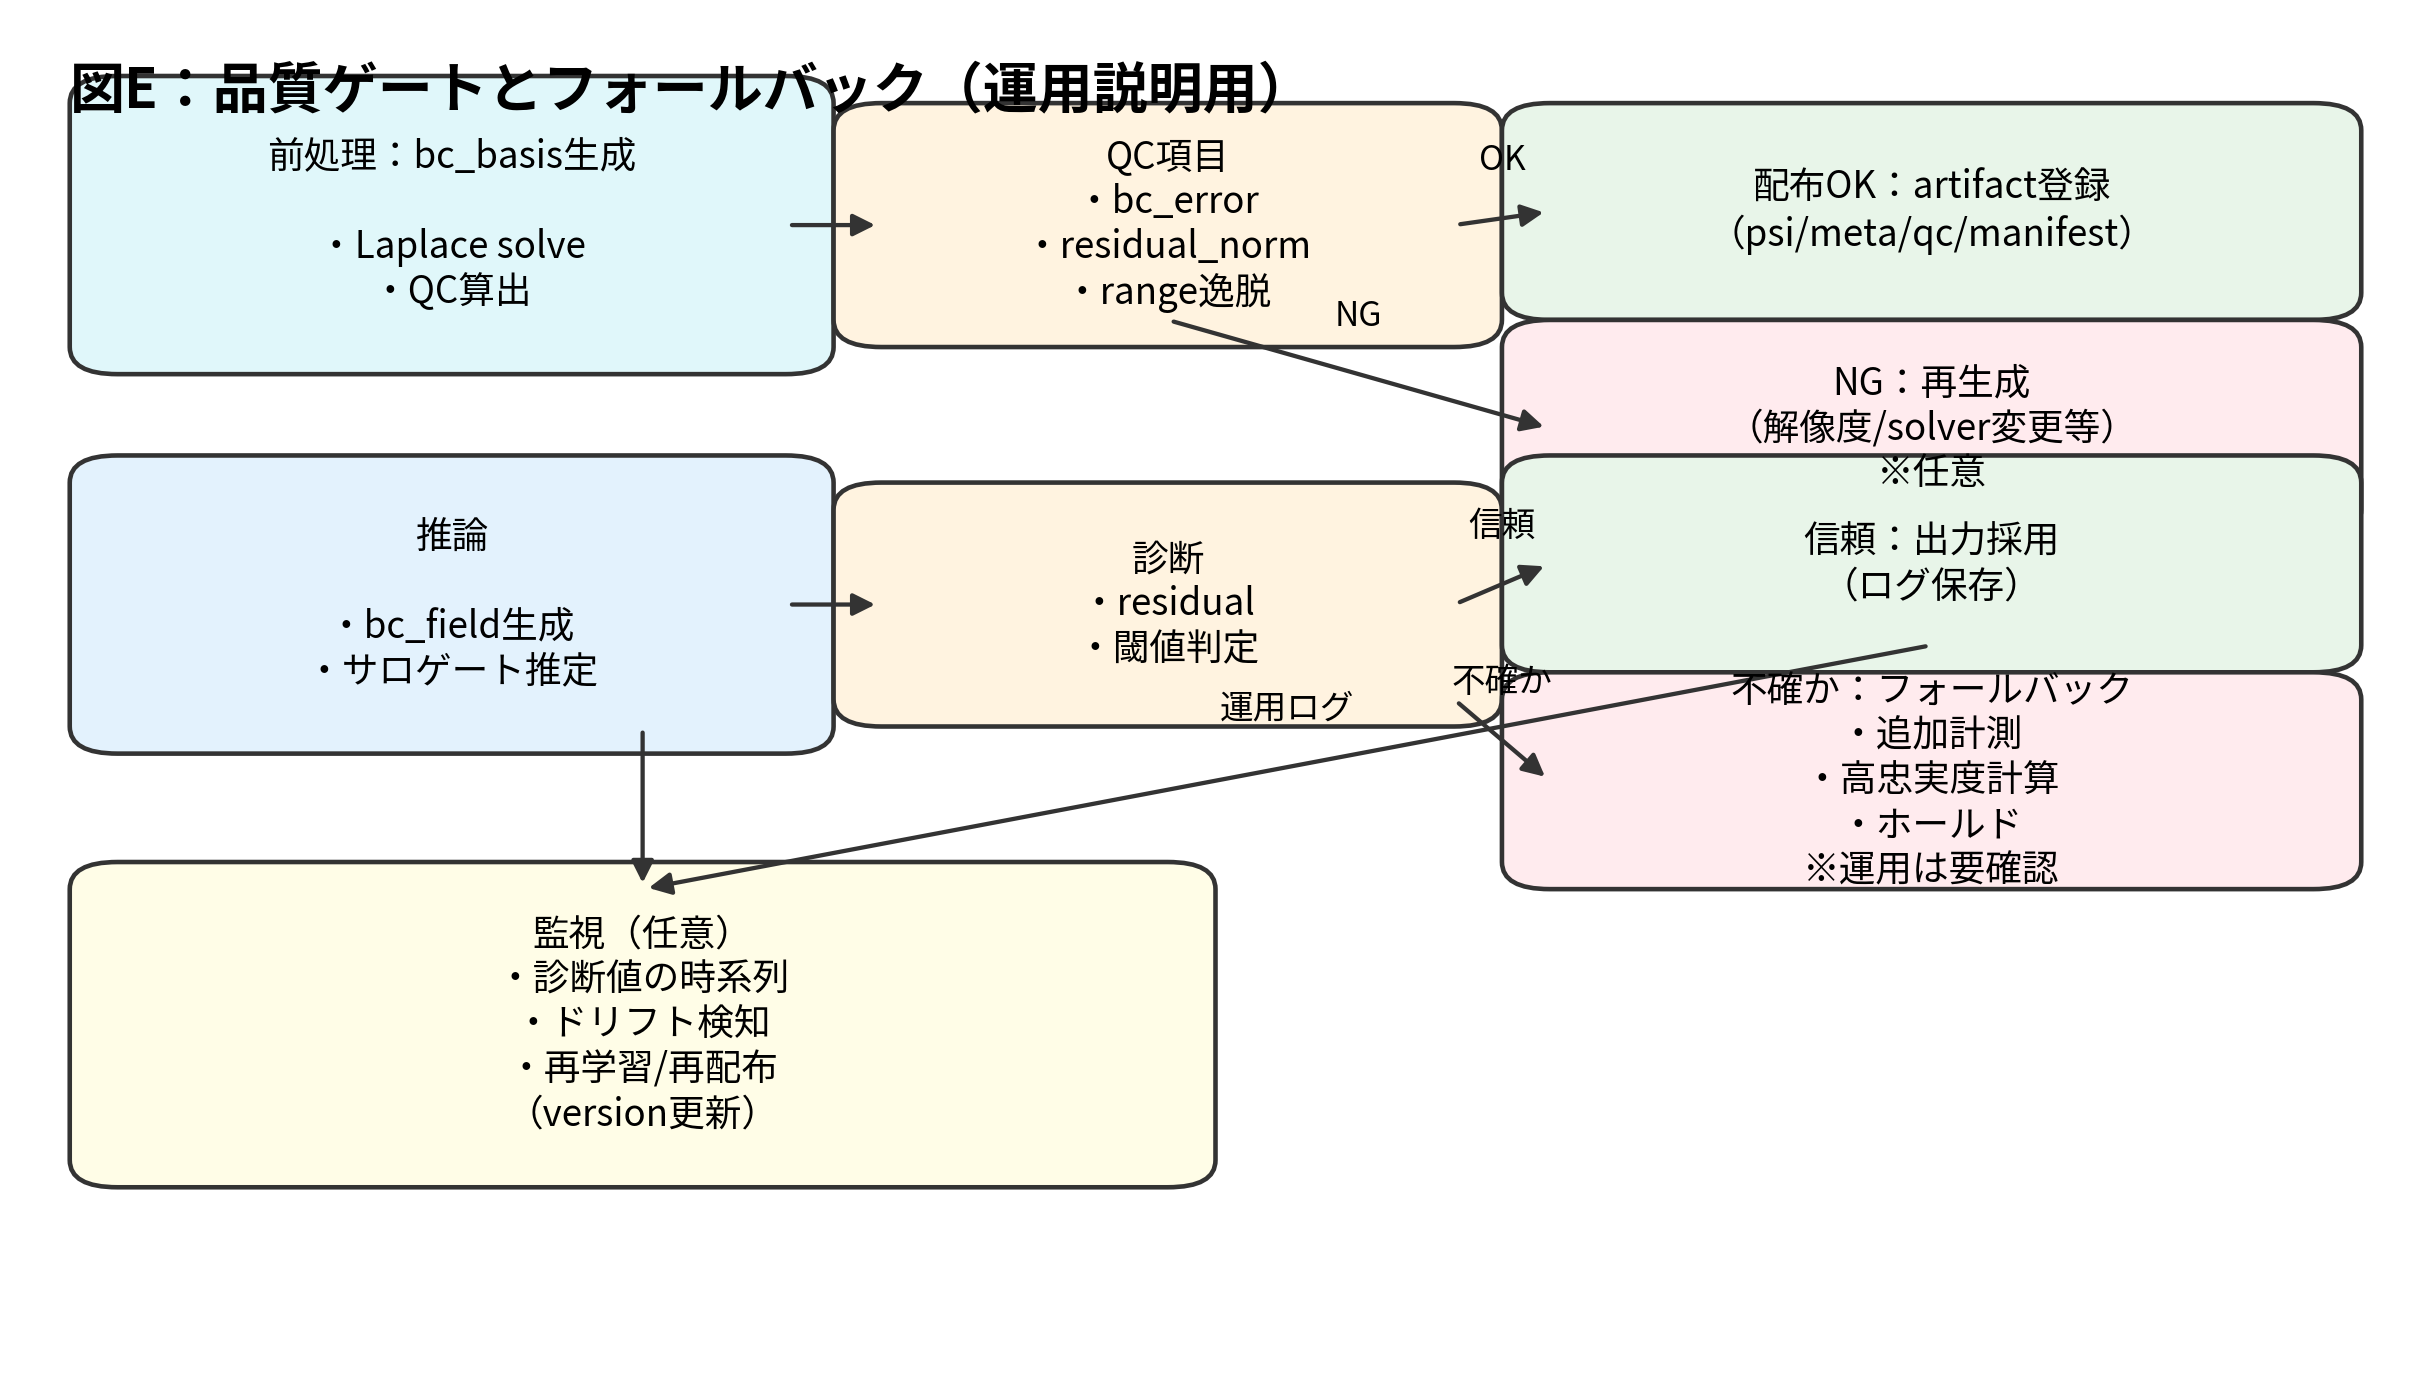 図E：品質ゲートとフォールバック（運用説明用）
前処理：bc_basis生成
・Laplace solve
・QC算出
QC項目
・bc_error
・residual_norm
・range逸脱
OK
NG
配布OK：artifact登録
（psi/meta/qc/manifest）
NG：再生成
（解像度/solver変更等）
※任意
推論
・bc_field生成
・サロゲート推定
診断
・residual
・閾値判定
信頼
不確か
運用ログ
信頼：出力採用
（ログ保存）
不確か：フォールバック
・追加計測
・高忠実度計算
・ホールド
※運用は要確認
監視（任意）
・診断値の時系列
・ドリフト検知
・再学習/再配布
（version更新）